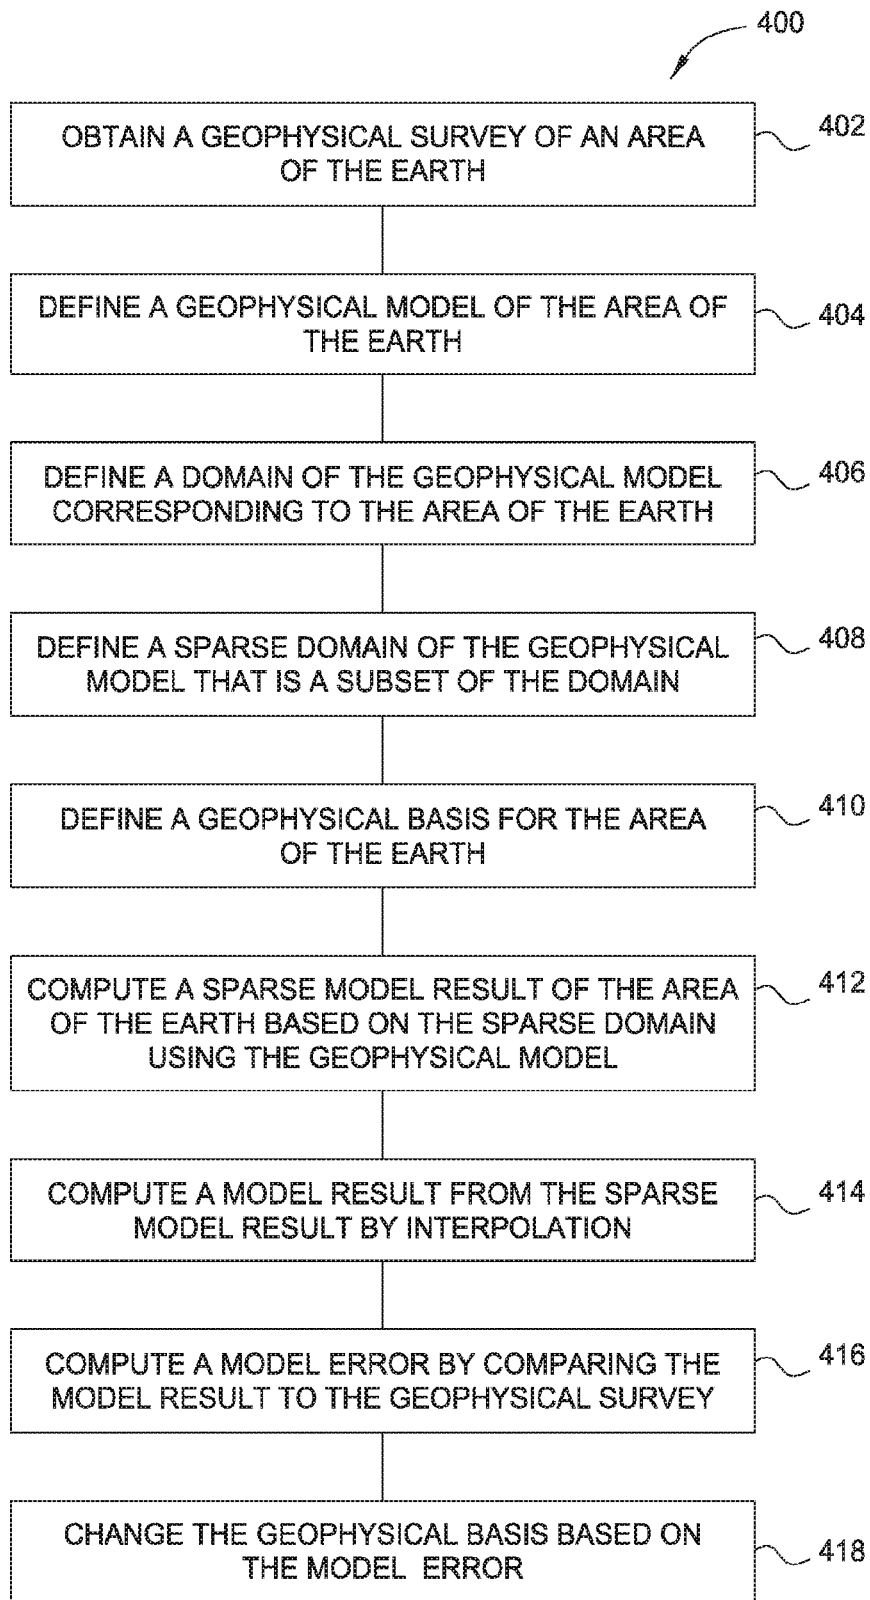 400
OBTAIN A GEOPHYSICAL SURVEY OF AN AREA
OF THE EARTH
402
DEFINE A GEOPHYSICAL MODEL OF THE AREA OF
THE EARTH
404
DEFINE A DOMAIN OF THE GEOPHYSICAL MODEL
CORRESPONDING TO THE AREA OF THE EARTH
406
DEFINE A SPARSE DOMAIN OF THE GEOPHYSICAL
MODEL THAT IS A SUBSET OF THE DOMAIN
408
DEFINE A GEOPHYSICAL BASIS FOR THE AREA
OF THE EARTH
410
COMPUTE A SPARSE MODEL RESULT OF THE AREA
OF THE EARTH BASED ON THE SPARSE DOMAIN
USING THE GEOPHYSICAL MODEL
412
COMPUTE A MODEL RESULT FROM THE SPARSE
MODEL RESULT BY INTERPOLATION
414
COMPUTE A MODEL ERROR BY COMPARING THE
MODEL RESULT TO THE GEOPHYSICAL SURVEY
416
CHANGE THE GEOPHYSICAL BASIS BASED ON
THE MODEL ERROR
418